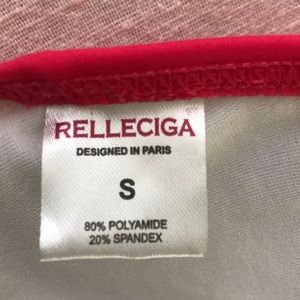 RELLECIGA
DESIGNED IN PARIS
S
80% POLYAMIDE
20% SPANDEX